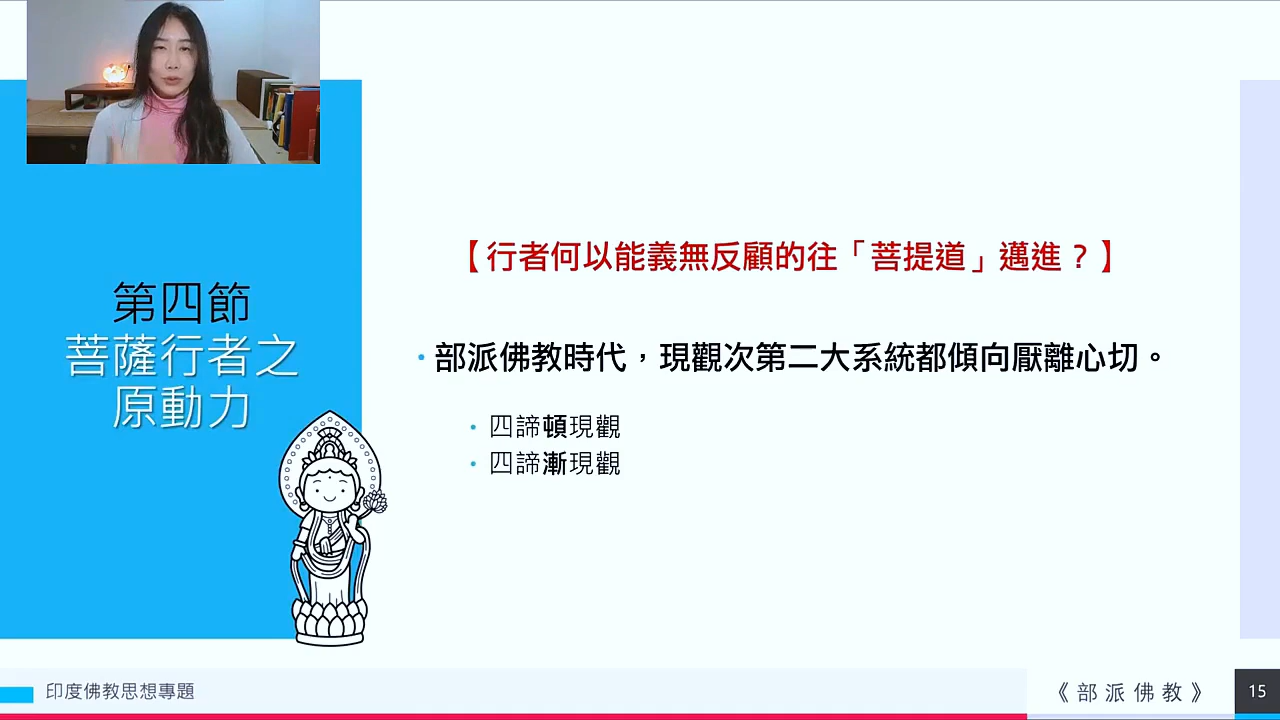 第四節
菩薩行者之
原動力
【行者何以能義無反顧的往「菩提道」邁進？】
• 部派佛教時代，現觀次第二大系統都傾向厭離心切。
• 四諦頓現觀
• 四諦漸現觀
印度佛教思想專題
《部派佛教》
15